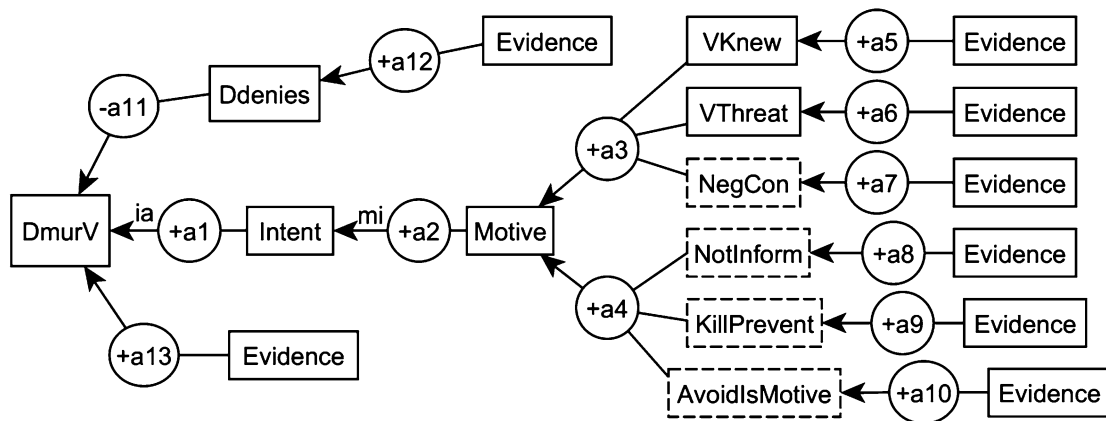 Evidence
VKnew
+a5
Evidence
+a12
Ddenies
-a11
VThreat
+a6
Evidence
+a3
NegCon
+a7
Evidence
DmurV
ia
+a1
Intent
mi
+a2
Motive
NotInform
+a8
Evidence
+a4
KillPrevent
+a9
Evidence
+a13
Evidence
AvoidIsMotive
+a10
Evidence